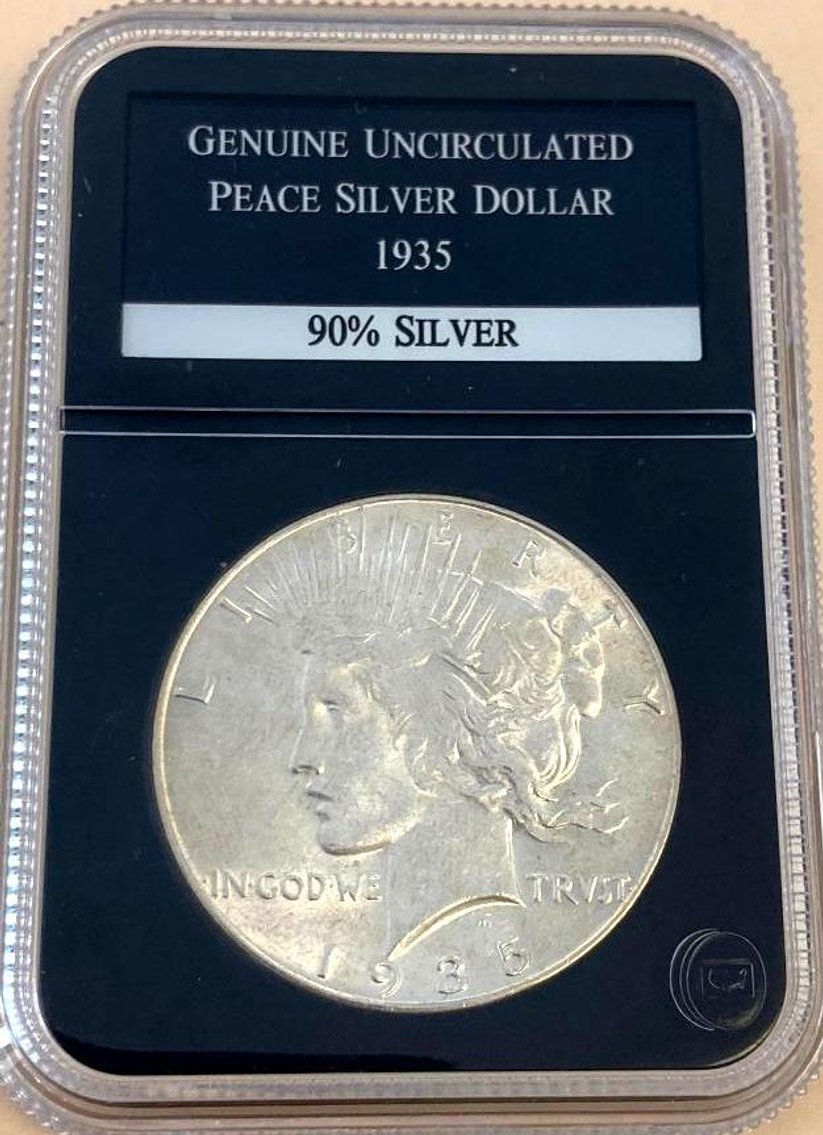 GENUINE UNCIRCULATED
PEACE SILVER DOLLAR
1935
90% SILVER
LIBERTY
IN·GOD·WE TRVST
1935